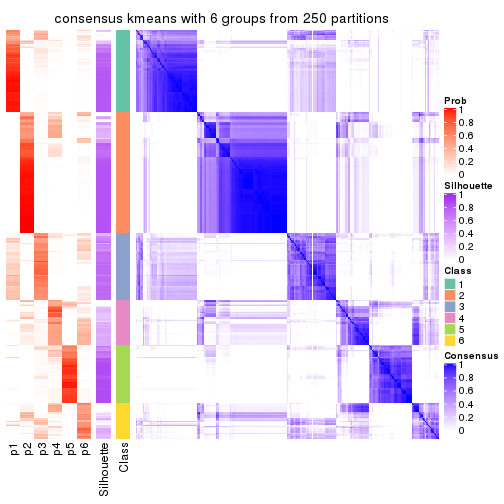 consensus kmeans with 6 groups from 250 partitions
Prob
1
0.8
0.6
0.4
0.2
0
Silhouette
1
0.8
0.6
0.4
0.2
0
Class
1
2
3
4
5
6
Consensus
1
0.8
0.6
0.4
0.2
0
p1
p2
p3
p4
p5
p6
Silhouette
Class